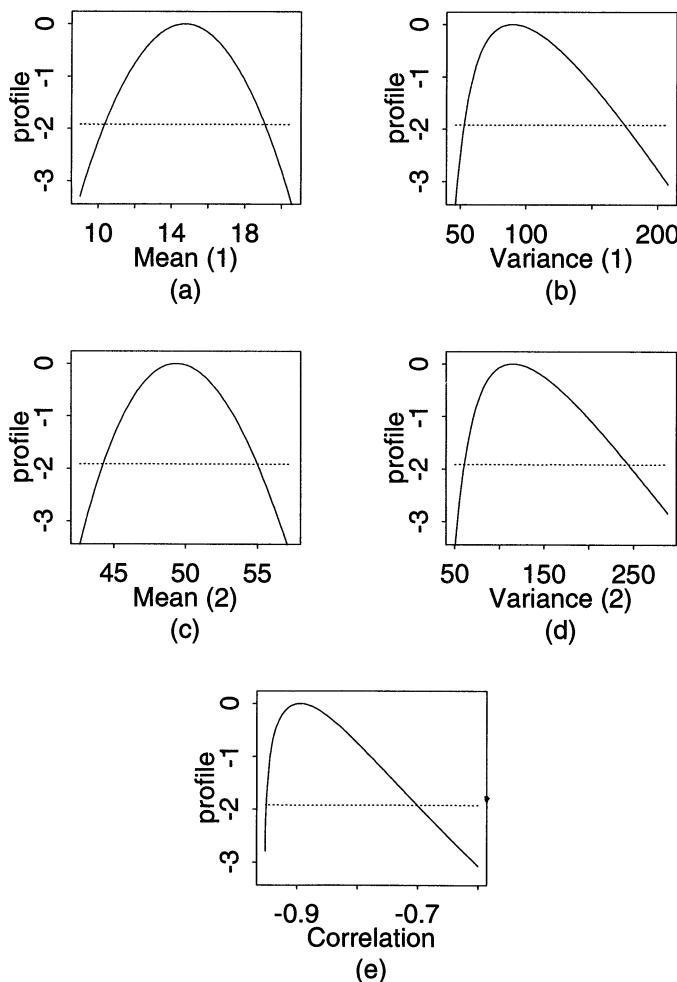 0
-1
-2
-3
profile
10 14 18
Mean (1)
(a)
0
-1
-2
-3
profile
50 100 200
Variance (1)
(b)
0
-1
-2
-3
profile
45 50 55
Mean (2)
(c)
0
-1
-2
-3
profile
50 150 250
Variance (2)
(d)
0
-1
-2
-3
profile
-0.9 -0.7
Correlation
(e)